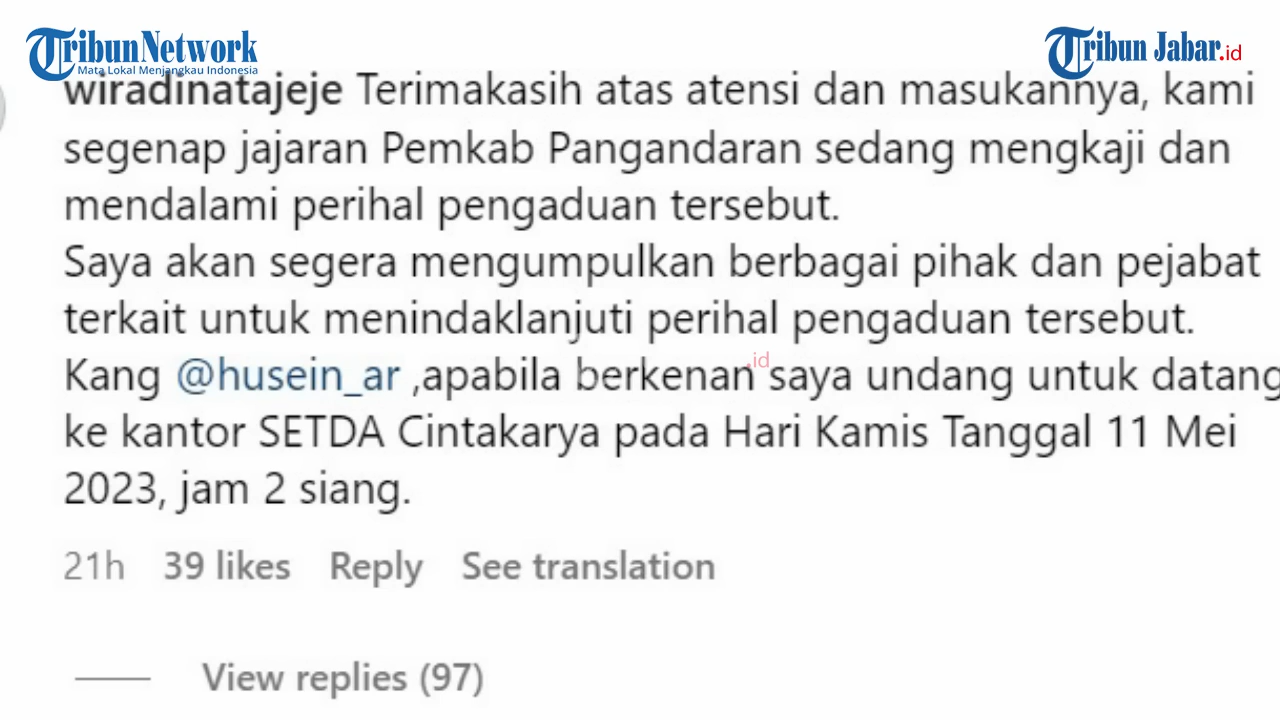 TribunNetwork
Mata Lokal Menjangkau Indonesia
Tribun Jabar.id
wiradinatajeje Terimakasih atas atensi dan masukannya, kami
segenap jajaran Pemkab Pangandaran sedang mengkaji dan
mendalami perihal pengaduan tersebut.
Saya akan segera mengumpulkan berbagai pihak dan pejabat
terkait untuk menindaklanjuti perihal pengaduan tersebut.
Kang @husein_ar ,apabila berkenan saya undang untuk datang
.id
ke kantor SETDA Cintakarya pada Hari Kamis Tanggal 11 Mei
2023, jam 2 siang.
21h 39 likes Reply See translation
View replies (97)